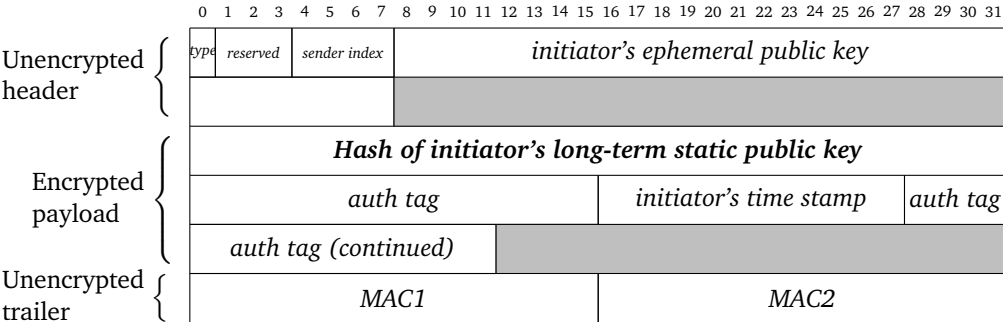 0 1 2 3 4 5 6 7 8 9 10 11 12 13 14 15 16 17 18 19 20 21 22 23 24 25 26 27 28 29 30 31
Unencrypted header
type reserved sender index initiator's ephemeral public key
Encrypted payload
Hash of initiator's long-term static public key
auth tag initiator's time stamp auth tag
auth tag (continued)
Unencrypted trailer
MAC1 MAC2